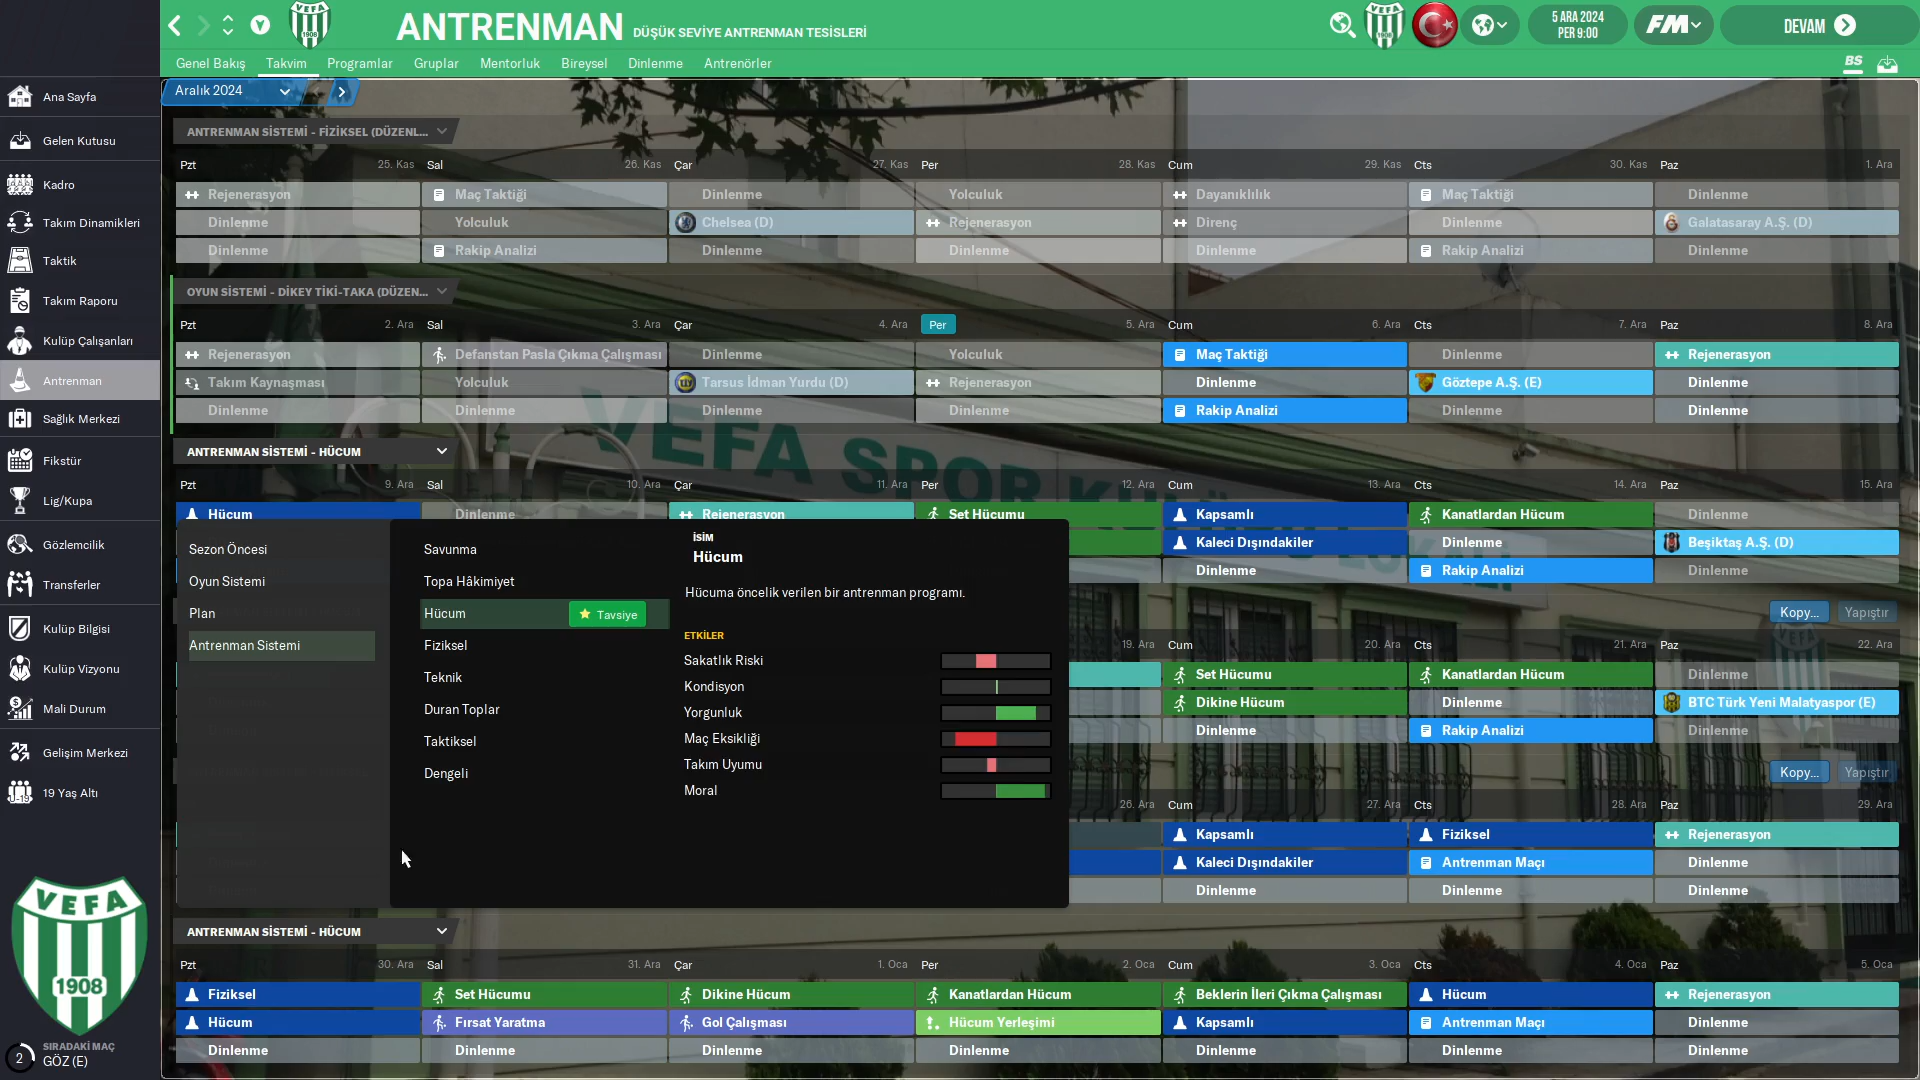 VEFA
1908
ANTRENMAN DÜŞÜK SEVİYE ANTRENMAN TESİSLERİ
5 ARA 2024
PER 9:00
FM
DEVAM
Genel Bakış Takvim Programlar Gruplar Mentorluk Bireysel Dinlenme Antrenörler
BS
Aralık 2024
Ana Sayfa
Gelen Kutusu
Kadro
Takım Dinamikleri
Taktik
Takım Raporu
Kulüp Çalışanları
Antrenman
Sağlık Merkezi
Fikstür
Lig/Kupa
Gözlemcilik
Transferler
Kulüp Bilgisi
Kulüp Vizyonu
Mali Durum
Gelişim Merkezi
19 Yaş Altı
VEFA
1908
2
SIRADAKİ MAÇ
GÖZ (E)
ANTRENMAN SİSTEMİ - FİZİKSEL (DÜZENL...
Pzt 25. Kas Sal 26. Kas Çar 27. Kas Per 28. Kas Cum 29. Kas Cts 30. Kas Paz 1. Ara
Rejenerasyon Maç Taktiği Dinlenme Yolculuk Dayanıklılık Maç Taktiği Dinlenme
Dinlenme Yolculuk Chelsea (D) Rejenerasyon Direnç Dinlenme Galatasaray A.Ş. (D)
Dinlenme Rakip Analizi Dinlenme Dinlenme Dinlenme Rakip Analizi Dinlenme
OYUN SİSTEMİ - DİKEY TİKİ-TAKA (DÜZEN...
Pzt 2. Ara Sal 3. Ara Çar 4. Ara Per 5. Ara Cum 6. Ara Cts 7. Ara Paz 8. Ara
Rejenerasyon Defanstan Pasla Çıkma Çalışması Dinlenme Yolculuk Maç Taktiği Dinlenme Rejenerasyon
Takım Kaynaşması Yolculuk Tarsus İdman Yurdu (D) Rejenerasyon Dinlenme Göztepe A.Ş. (E) Dinlenme
Dinlenme Dinlenme Dinlenme Dinlenme Rakip Analizi Dinlenme Dinlenme
VEFA SPOR
ANTRENMAN SİSTEMİ - HÜCUM
Pzt 9. Ara Sal 10. Ara Çar 11. Ara Per 12. Ara Cum 13. Ara Cts 14. Ara Paz 15. Ara
Hücum Dinlenme Rejenerasyon Set Hücumu Kapsamlı Kanatlardan Hücum Dinlenme
Kaleci Dışındakiler Dinlenme Beşiktaş A.Ş. (D)
Dinlenme Rakip Analizi Dinlenme
Kopy... Yapıştır
19. Ara Cum 20. Ara Cts 21. Ara Paz 22. Ara
Set Hücumu Kanatlardan Hücum Dinlenme
Dikine Hücum Dinlenme BTC Türk Yeni Malatyaspor (E)
Dinlenme Rakip Analizi Dinlenme
Kopy... Yapıştır
26. Ara Cum 27. Ara Cts 28. Ara Paz 29. Ara
Kapsamlı Fiziksel Rejenerasyon
Kaleci Dışındakiler Antrenman Maçı Dinlenme
Dinlenme Dinlenme Dinlenme
Sezon Öncesi
Oyun Sistemi
Plan
Antrenman Sistemi
Savunma
Topa Hâkimiyet
Hücum Tavsiye
Fiziksel
Teknik
Duran Toplar
Taktiksel
Dengeli
İSİM
Hücum
Hücuma öncelik verilen bir antrenman programı.
ETKİLER
Sakatlık Riski
Kondisyon
Yorgunluk
Maç Eksikliği
Takım Uyumu
Moral
ANTRENMAN SİSTEMİ - HÜCUM
Pzt 30. Ara Sal 31. Ara Çar 1. Oca Per 2. Oca Cum 3. Oca Cts 4. Oca Paz 5. Oca
Fiziksel Set Hücumu Dikine Hücum Kanatlardan Hücum Beklerin İleri Çıkma Çalışması Hücum Rejenerasyon
Hücum Fırsat Yaratma Gol Çalışması Hücum Yerleşimi Kapsamlı Antrenman Maçı Dinlenme
Dinlenme Dinlenme Dinlenme Dinlenme Dinlenme Dinlenme Dinlenme